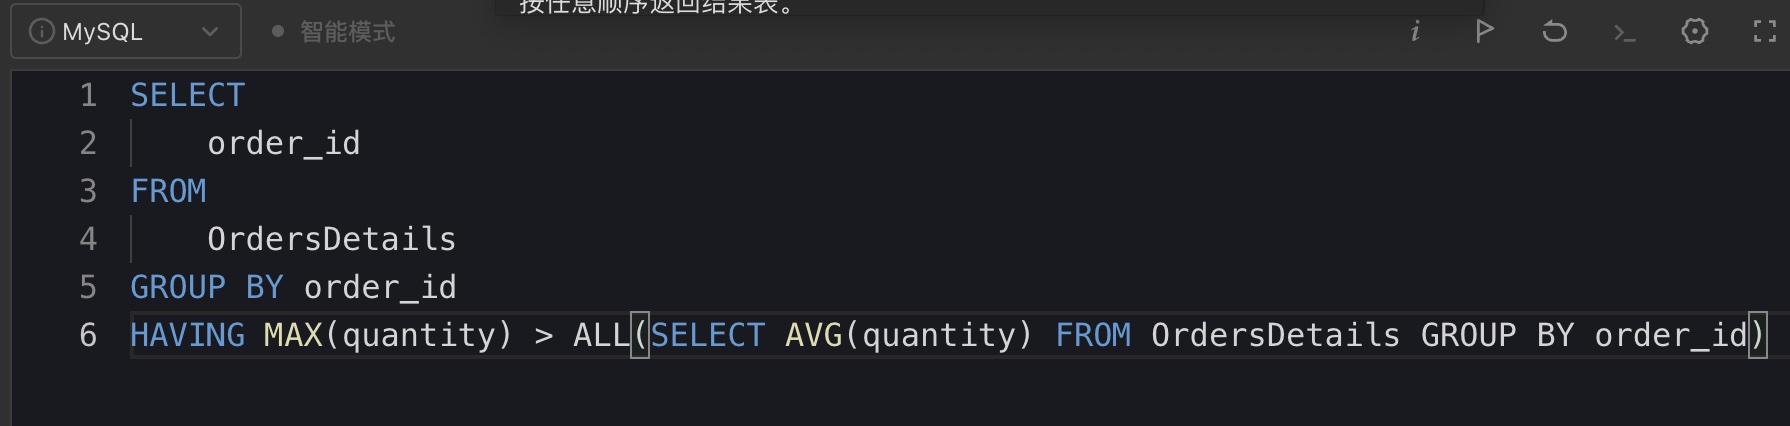 按任意顺序返回结果表。
MySQL
智能模式
1 SELECT
2 order_id
3 FROM
4 OrdersDetails
5 GROUP BY order_id
6 HAVING MAX(quantity) > ALL(SELECT AVG(quantity) FROM OrdersDetails GROUP BY order_id)